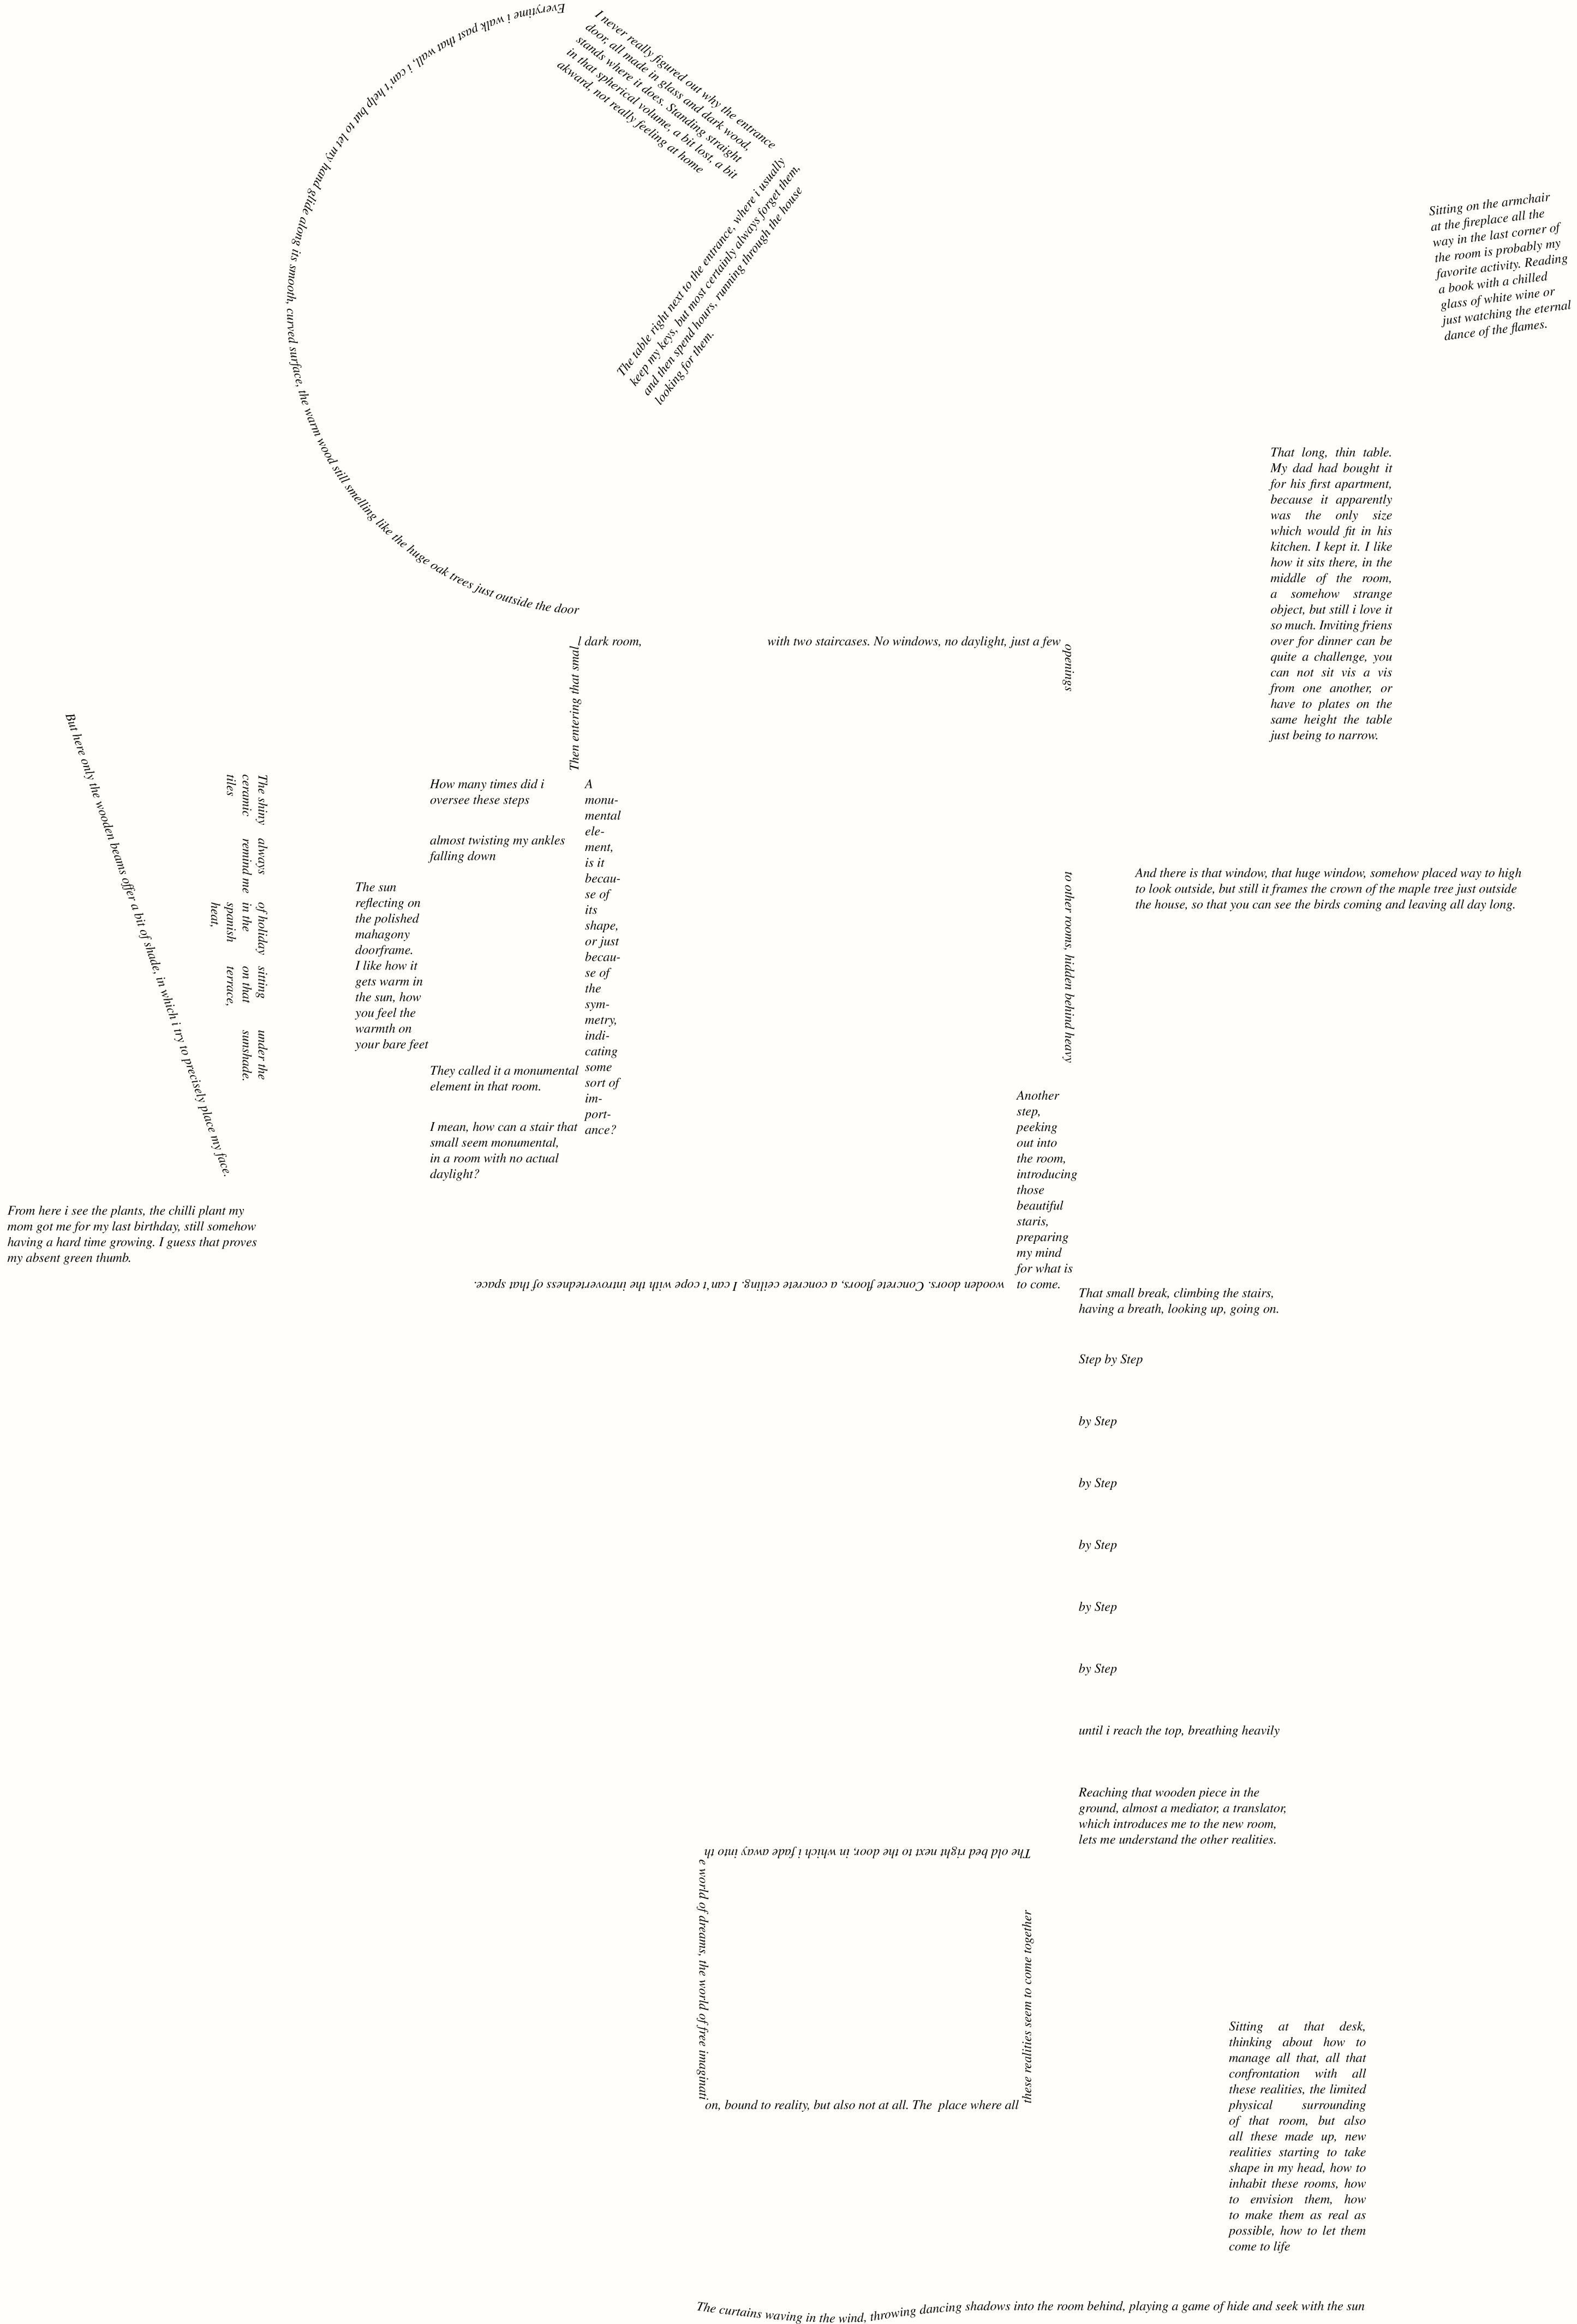 Everytime i walk past that wall, i can't help but to let my hand glide along its smooth, curved surface, the warm wood still smelling like the huge oak trees just outside the door
I never really figured out why the entrance
door, all made in glass and dark wood,
stands where it does. Standing straight
in that spherical volume, a bit lost, a bit
akward, not really feeling at home
The table right next to the entrance, where i usually
keep my keys, but most certainly always forget them,
and then spend hours, running through the house
looking for them.
Sitting on the armchair
at the fireplace all the
way in the last corner of
the room is probably my
favorite activity. Reading
a book with a chilled
glass of white wine or
just watching the eternal
dance of the flames.
That long, thin table.
My dad had bought it
for his first apartment,
because it apparently
was the only size
which would fit in his
kitchen. I kept it. I like
how it sits there, in the
middle of the room,
a somehow strange
object, but still i love it
so much. Inviting friens
over for dinner can be
quite a challenge, you
can not sit vis a vis
from one another, or
have to plates on the
same height the table
just being to narrow.
Then entering that smal
l dark room,
with two staircases. No windows, no daylight, just a few
openings
to other rooms, hidden behind heavy
wooden doors. Concrete floors, a concrete ceiling. I can't cope with the introvertedness of that space.
And there is that window, that huge window, somehow placed way to high
to look outside, but still it frames the crown of the maple tree just outside
the house, so that you can see the birds coming and leaving all day long.
How many times did i
oversee these steps
almost twisting my ankles
falling down
They called it a monumental
element in that room.
I mean, how can a stair that
small seem monumental,
in a room with no actual
daylight?
A
monu-
mental
ele-
ment,
is it
becau-
se of
its
shape,
or just
becau-
se of
the
sym-
metry,
indi-
cating
some
sort of
im-
port-
ance?
The sun
reflecting on
the polished
mahagony
doorframe.
I like how it
gets warm in
the sun, how
you feel the
warmth on
your bare feet
The shiny
ceramic
tiles
always
remind me
of holiday
in the
spanish
heat,
sitting
on that
terrace,
under the
sunshade.
But here only the wooden beams offer a bit of shade, in which i try to precisely place my face.
From here i see the plants, the chilli plant my
mom got me for my last birthday, still somehow
having a hard time growing. I guess that proves
my absent green thumb.
Another
step,
peeking
out into
the room,
introducing
those
beautiful
staris,
preparing
my mind
for what is
to come.
That small break, climbing the stairs,
having a breath, looking up, going on.
Step by Step
by Step
by Step
by Step
by Step
by Step
until i reach the top, breathing heavily
Reaching that wooden piece in the
ground, almost a mediator, a translator,
which introduces me to the new room,
lets me understand the other realities.
The old bed right next to the door, in which i fade away into th
e world of dreams, the world of free imaginati
on, bound to reality, but also not at all. The place where all
these realities seem to come together
Sitting at that desk,
thinking about how to
manage all that, all that
confrontation with all
these realities, the limited
physical surrounding
of that room, but also
all these made up, new
realities starting to take
shape in my head, how to
inhabit these rooms, how
to envision them, how
to make them as real as
possible, how to let them
come to life
The curtains waving in the wind, throwing dancing shadows into the room behind, playing a game of hide and seek with the sun